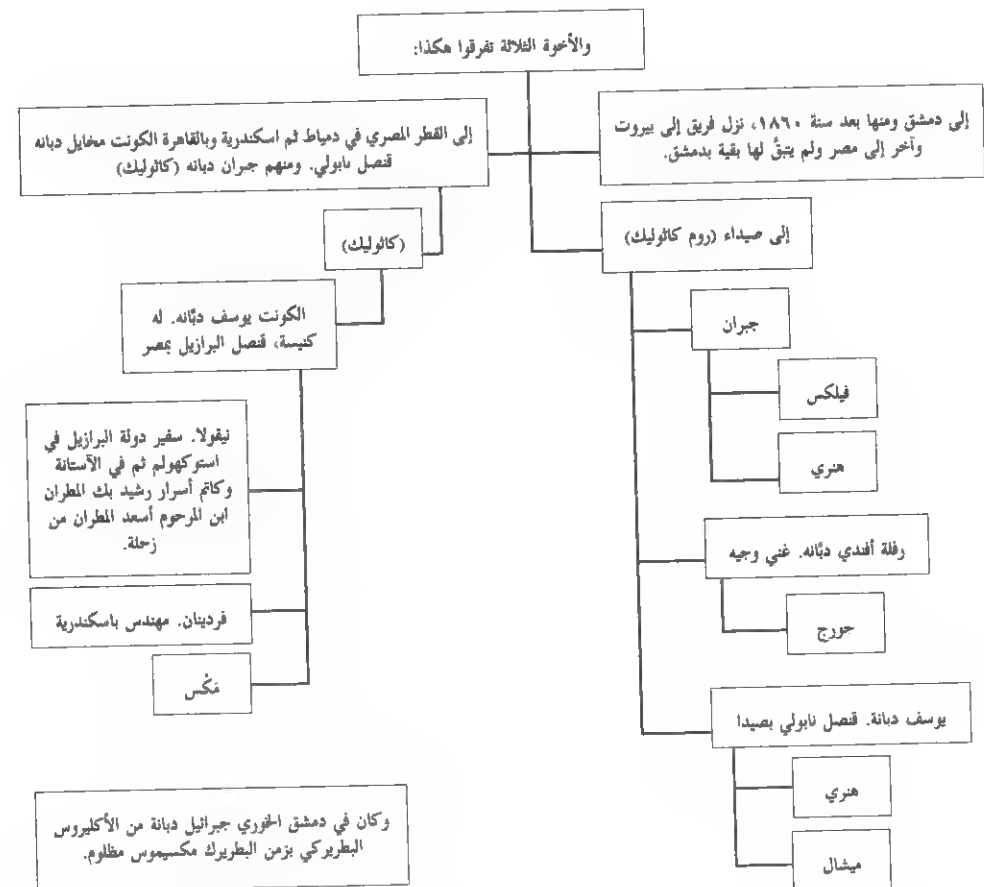 والأخوة الثلاثة تفرقوا هكذا:
إلى دمشق ومنها بعد سنة ١٨٦٠، نزل فريق إلى بيروت
وآخر إلى مصر ولم يتبقَّ لها بقية بدمشق.
إلى القطر المصري في دمياط ثم اسكندرية وبالقاهرة الكونت مخايل دبانه
قنصل نابولي. ومنهم جبران دبانه (كاثوليك)
إلى صيداء (روم كاثوليك)
جبران
فيلكس
هنري
رفلة أفندي دبّانه. غني وجيه
جورج
يوسف دبانة. قنصل نابولي بصيدا
هنري
ميشال
(كاثوليك)
الكونت يوسف دبّانه. له
كنيسة، قنصل البرازيل بمصر
نيقولا. سفير دولة البرازيل في
استوكهولم ثم في الآستانة
وكاتم أسرار رشيد بك المطران
ابن المرحوم أسعد المطران من
زحلة.
فردينان. مهندس باسكندرية
مَكْس
وكان في دمشق الخوري جبرائيل دبانة من الأكليروس
البطريركي بزمن البطريرك مكسيموس مظلوم.